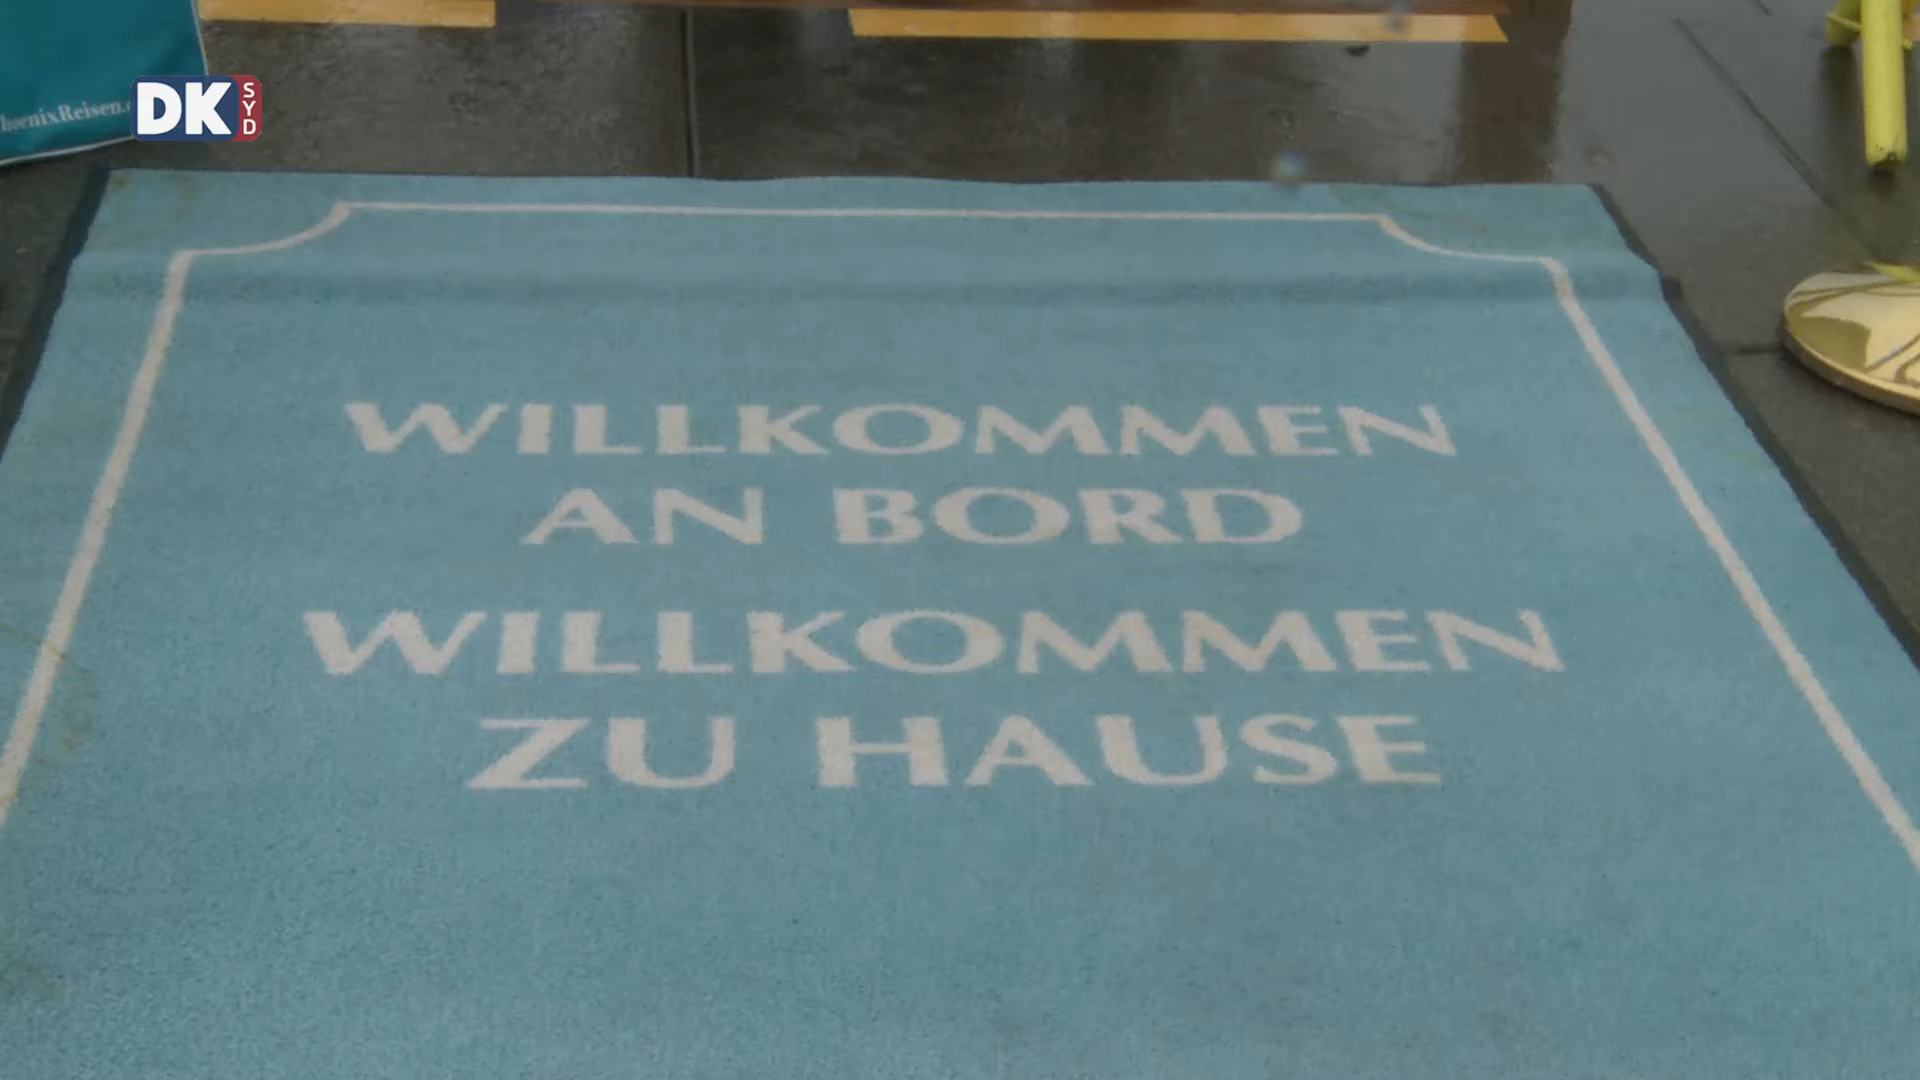 DK
SYD
WILLKOMMEN
AN BORD
WILLKOMMEN
ZU HAUSE